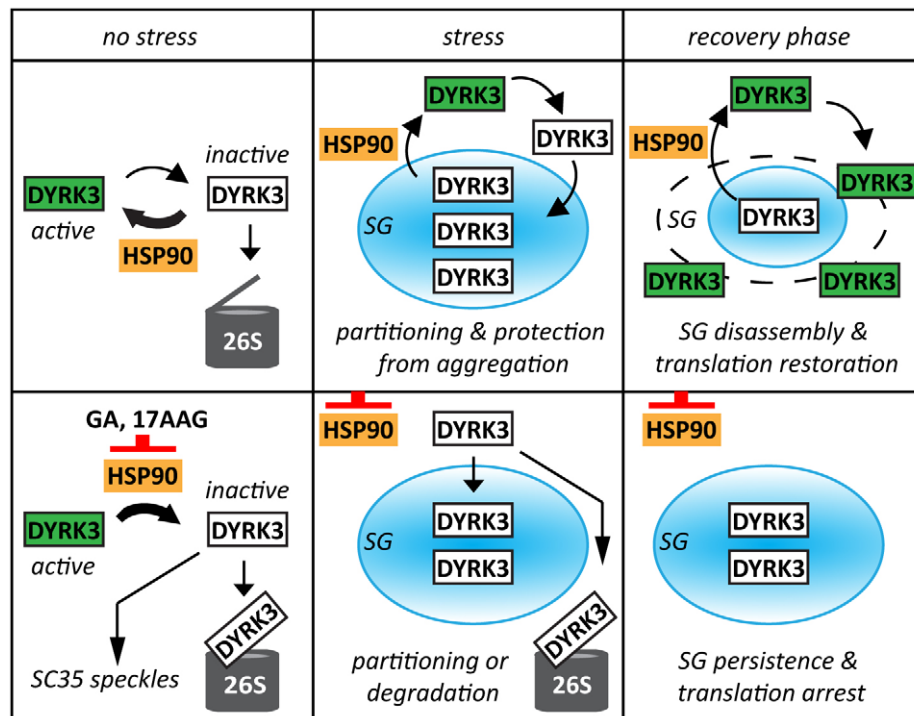 no stress
stress
recovery phase
inactive
DYRK3
DYRK3
active
HSP90
26S
DYRK3
DYRK3
HSP90
DYRK3
SG
DYRK3
DYRK3
partitioning & protection
from aggregation
DYRK3
HSP90
DYRK3
SG
DYRK3
DYRK3
DYRK3
SG disassembly &
translation restoration
GA, 17AAG
HSP90
inactive
DYRK3
DYRK3
active
DYRK3
SC35 speckles
26S
HSP90
DYRK3
SG
DYRK3
DYRK3
DYRK3
partitioning or
degradation
26S
HSP90
SG
DYRK3
DYRK3
SG persistence &
translation arrest